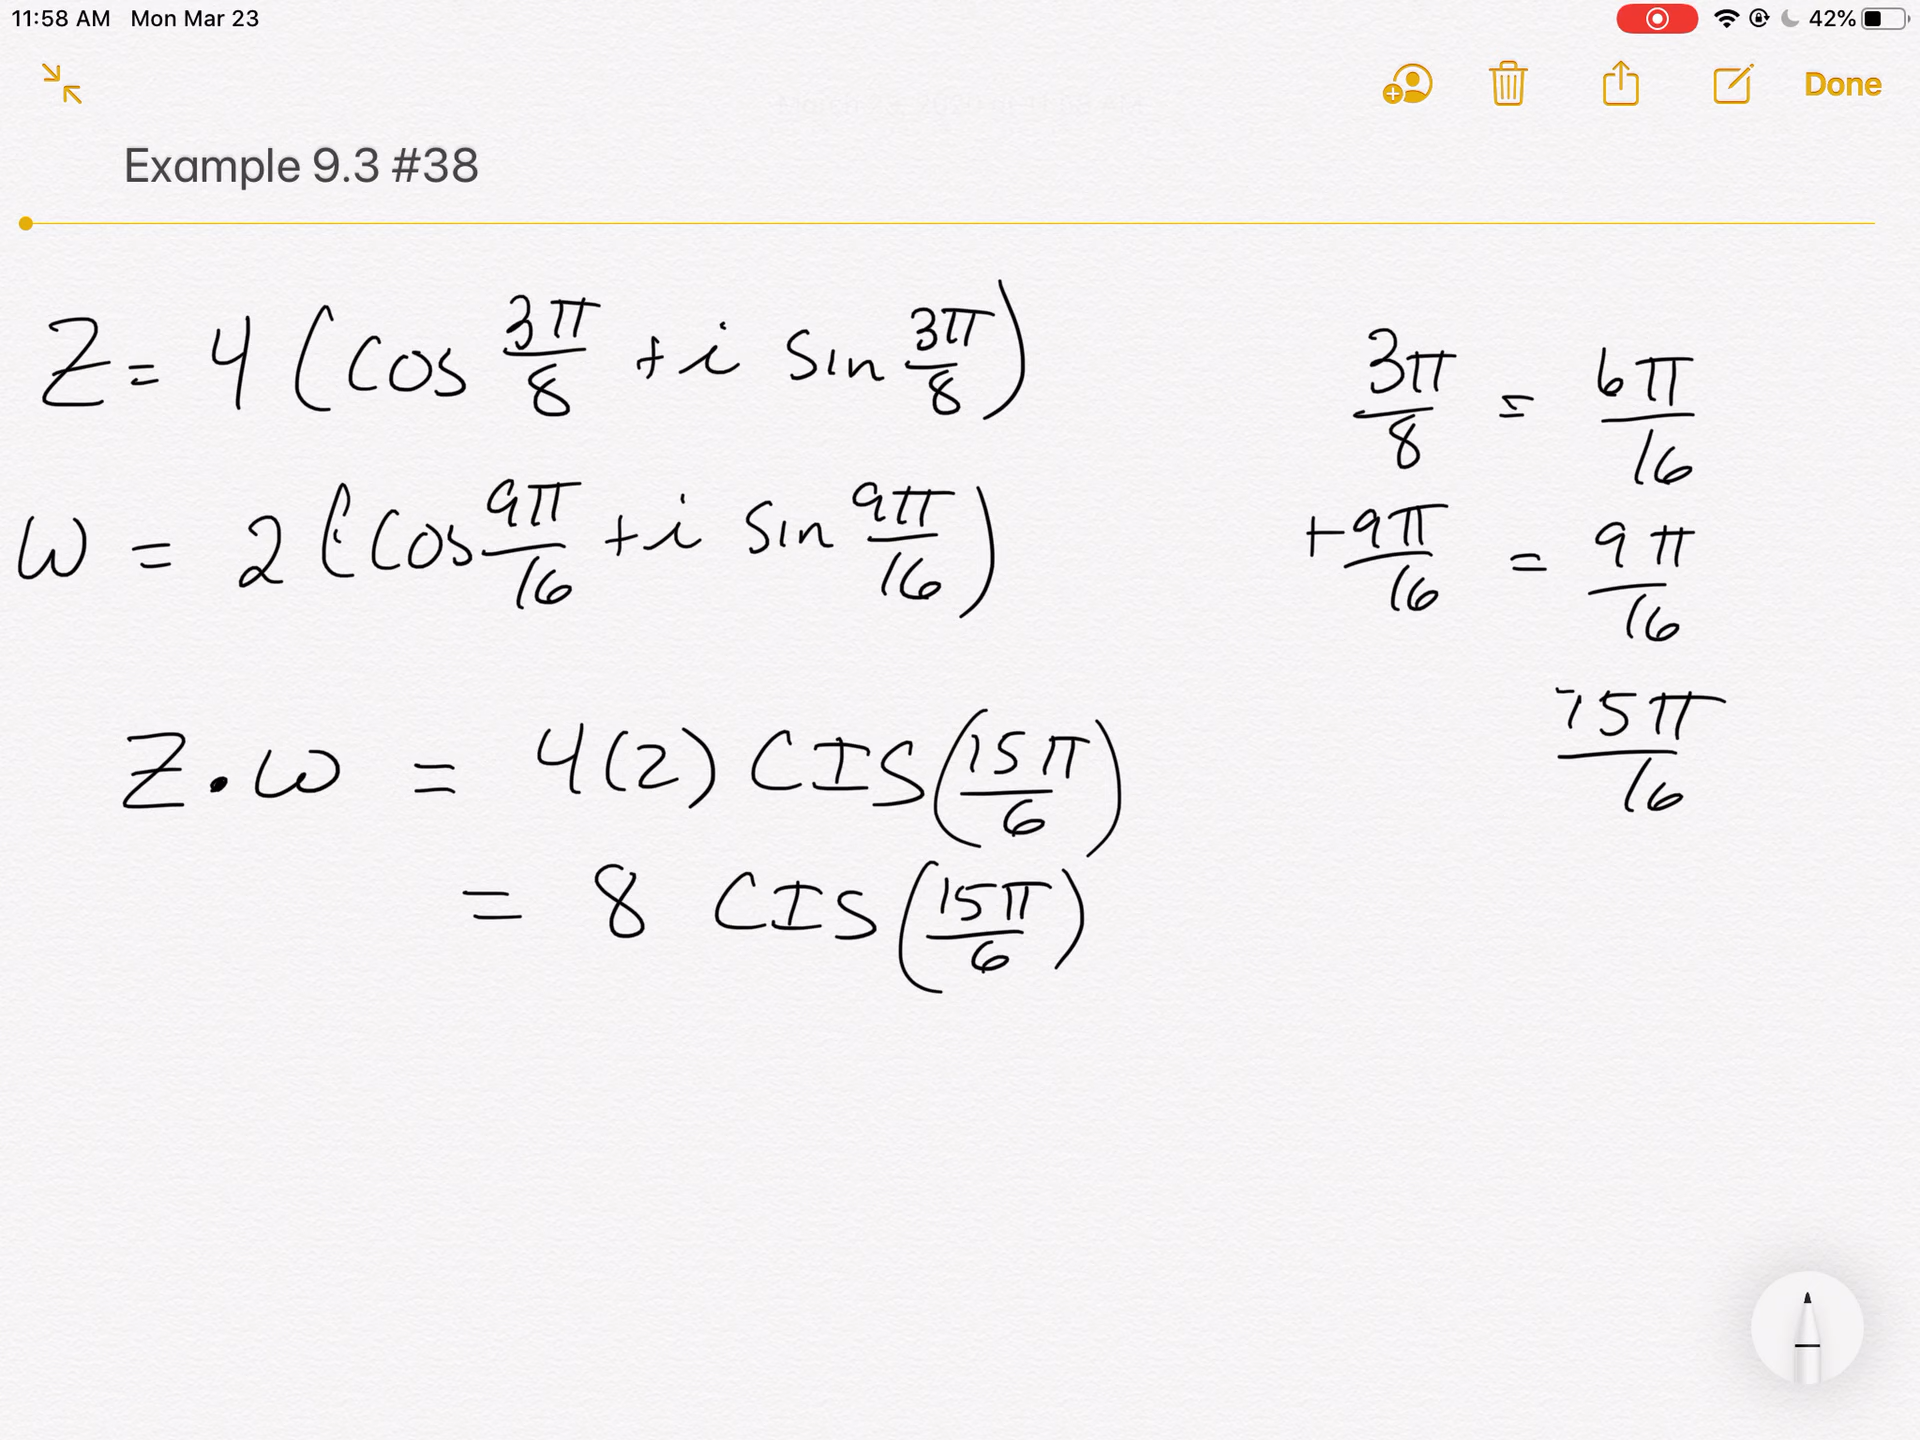 11:58 AM Mon Mar 23 42%
Done
Example 9.3 #38
Z = 4 (cos 3π/8 + i sin 3π/8)
W = 2 (cos 9π/16 + i sin 9π/16)
Z · W = 4(2) CIS(15π/6)
= 8 CIS(15π/6)
3π/8 = 6π/16
+ 9π/16 = 9π/16
15π/16